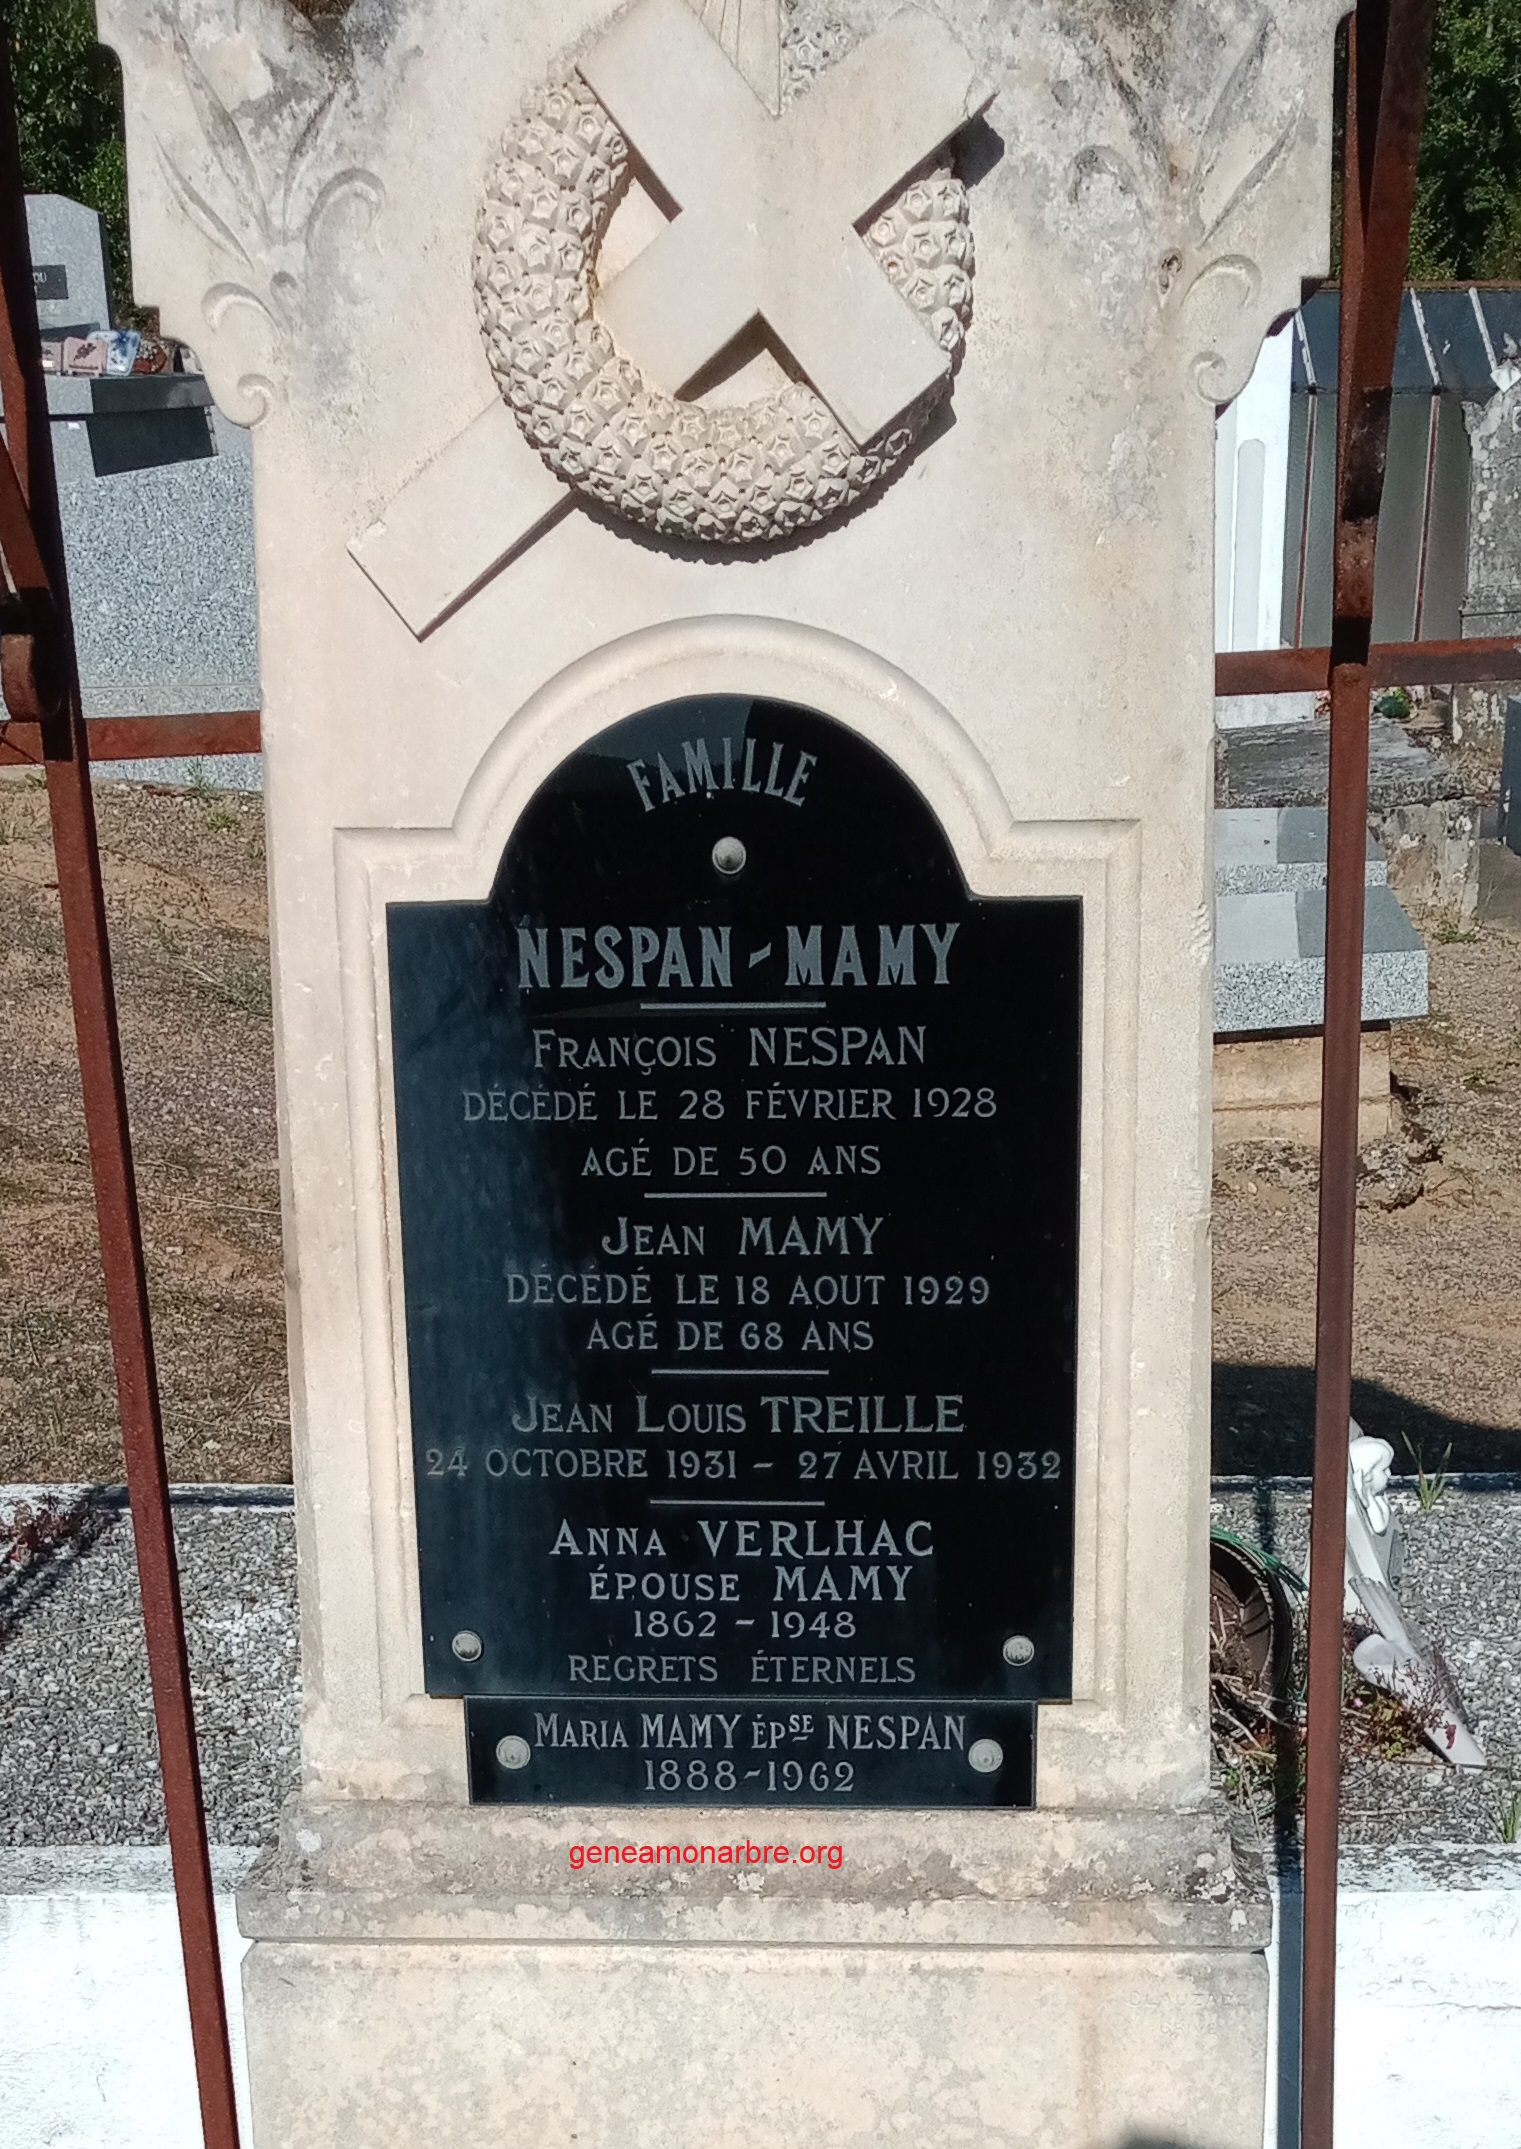 FAMILLE
NESPAN-MAMY
FRANÇOIS NESPAN
DÉCÉDÉ LE 28 FÉVRIER 1928
AGÉ DE 50 ANS
JEAN MAMY
DÉCÉDÉ LE 18 AOUT 1929
AGÉ DE 68 ANS
JEAN LOUIS TREILLE
24 OCTOBRE 1931 - 27 AVRIL 1932
ANNA VERLHAC
ÉPOUSE MAMY
1862 - 1948
REGRETS ÉTERNELS
MARIA MAMY ÉPSE NESPAN
1888-1962
geneamonarbre.org